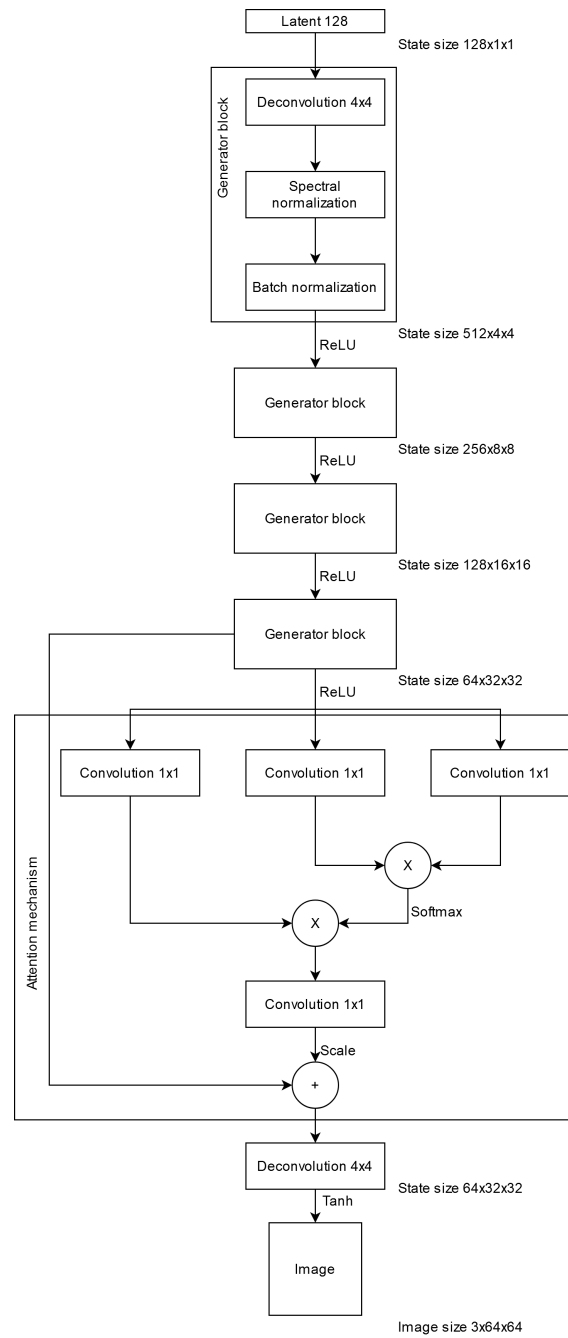 Latent 128
State size 128x1x1
Generator block
Deconvolution 4x4
Spectral
normalization
Batch normalization
State size 512x4x4
ReLU
Generator block
State size 256x8x8
ReLU
Generator block
State size 128x16x16
ReLU
Generator block
State size 64x32x32
ReLU
Attention mechanism
Convolution 1x1
Convolution 1x1
Convolution 1x1
X
Softmax
X
Convolution 1x1
Scale
+
Deconvolution 4x4
State size 64x32x32
Tanh
Image
Image size 3x64x64